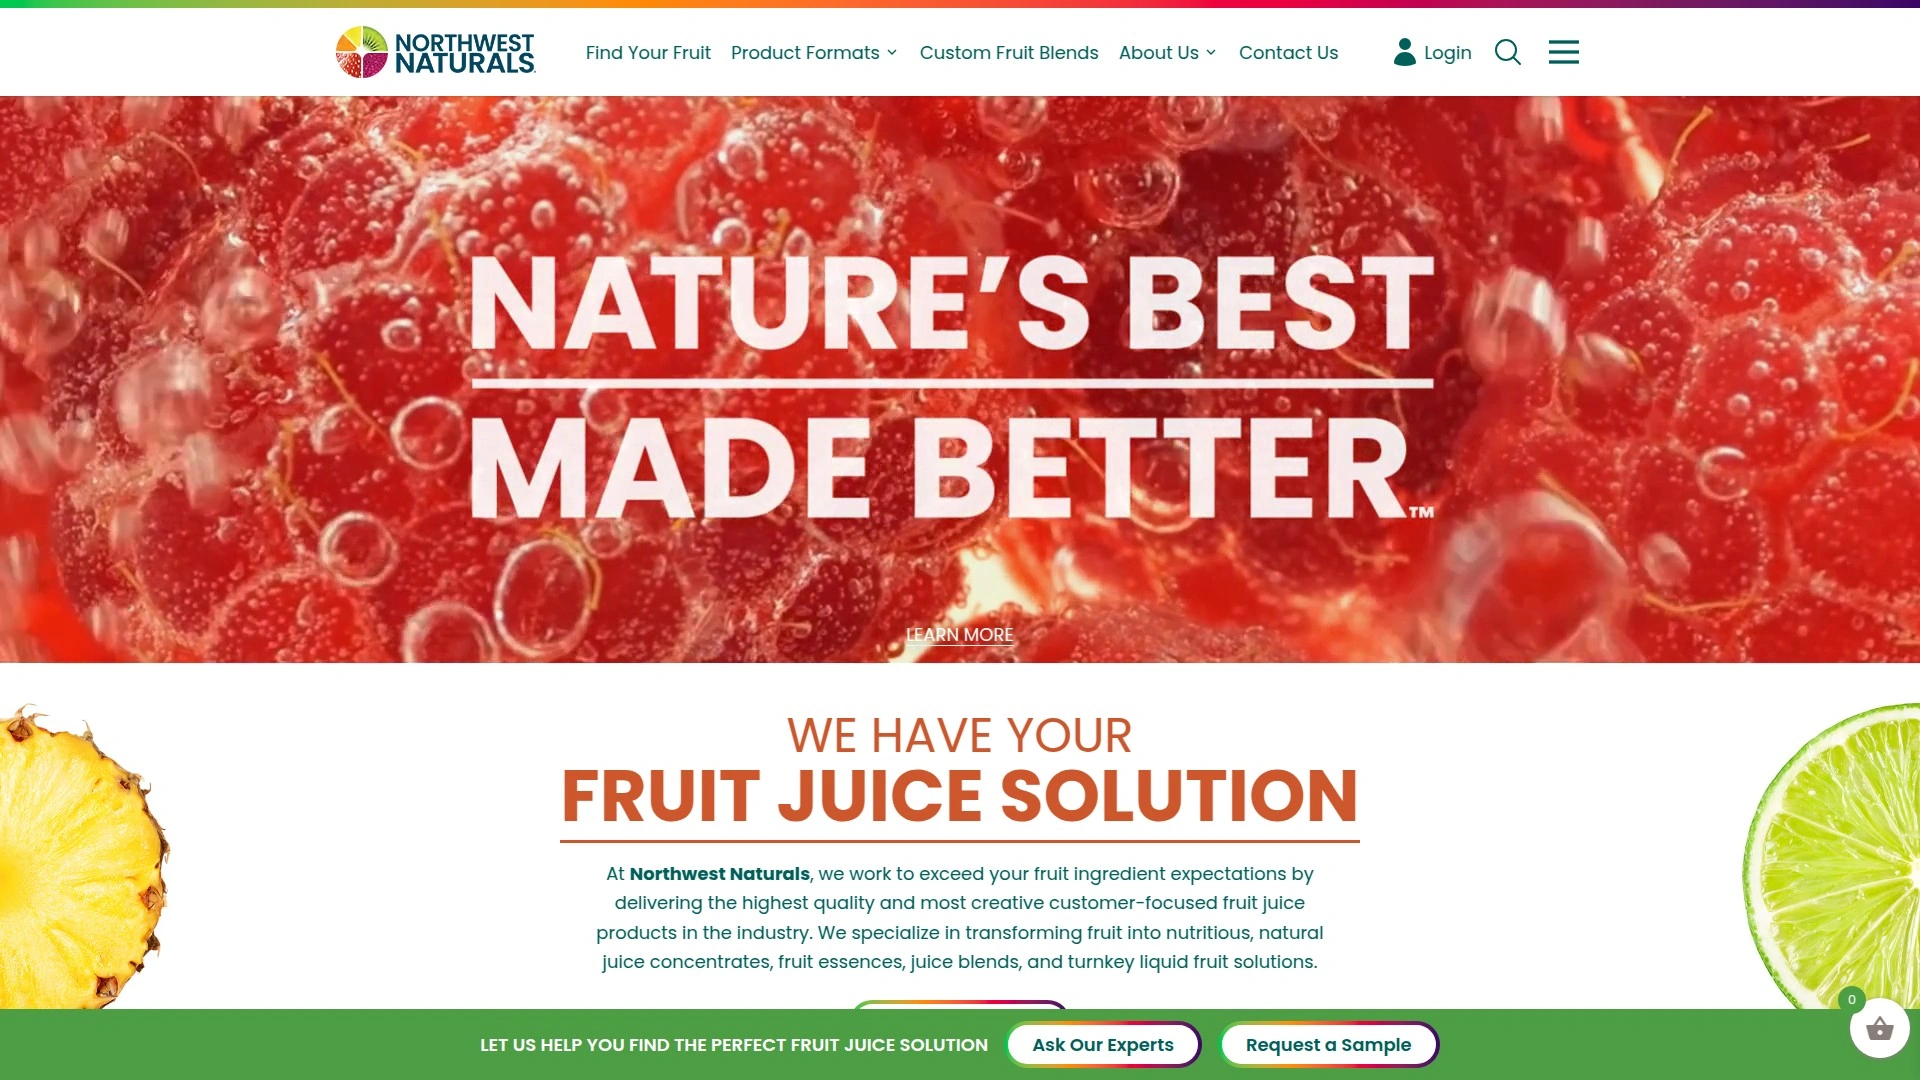 NORTHWEST
NATURALS
Find Your Fruit
Product Formats
Custom Fruit Blends
About Us
Contact Us
Login
NATURE’S BEST
MADE BETTER™
LEARN MORE
WE HAVE YOUR
FRUIT JUICE SOLUTION
At Northwest Naturals, we work to exceed your fruit ingredient expectations by
delivering the highest quality and most creative customer-focused fruit juice
products in the industry. We specialize in transforming fruit into nutritious, natural
juice concentrates, fruit essences, juice blends, and turnkey liquid fruit solutions.
0
LET US HELP YOU FIND THE PERFECT FRUIT JUICE SOLUTION
Ask Our Experts
Request a Sample